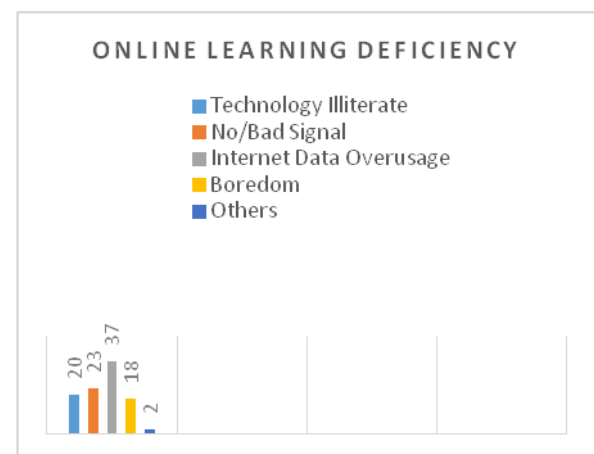 ONLINE LEARNING DEFICIENCY
Technology Illiterate
No/Bad Signal
Internet Data Overusage
Boredom
Others
20
23
37
18
2